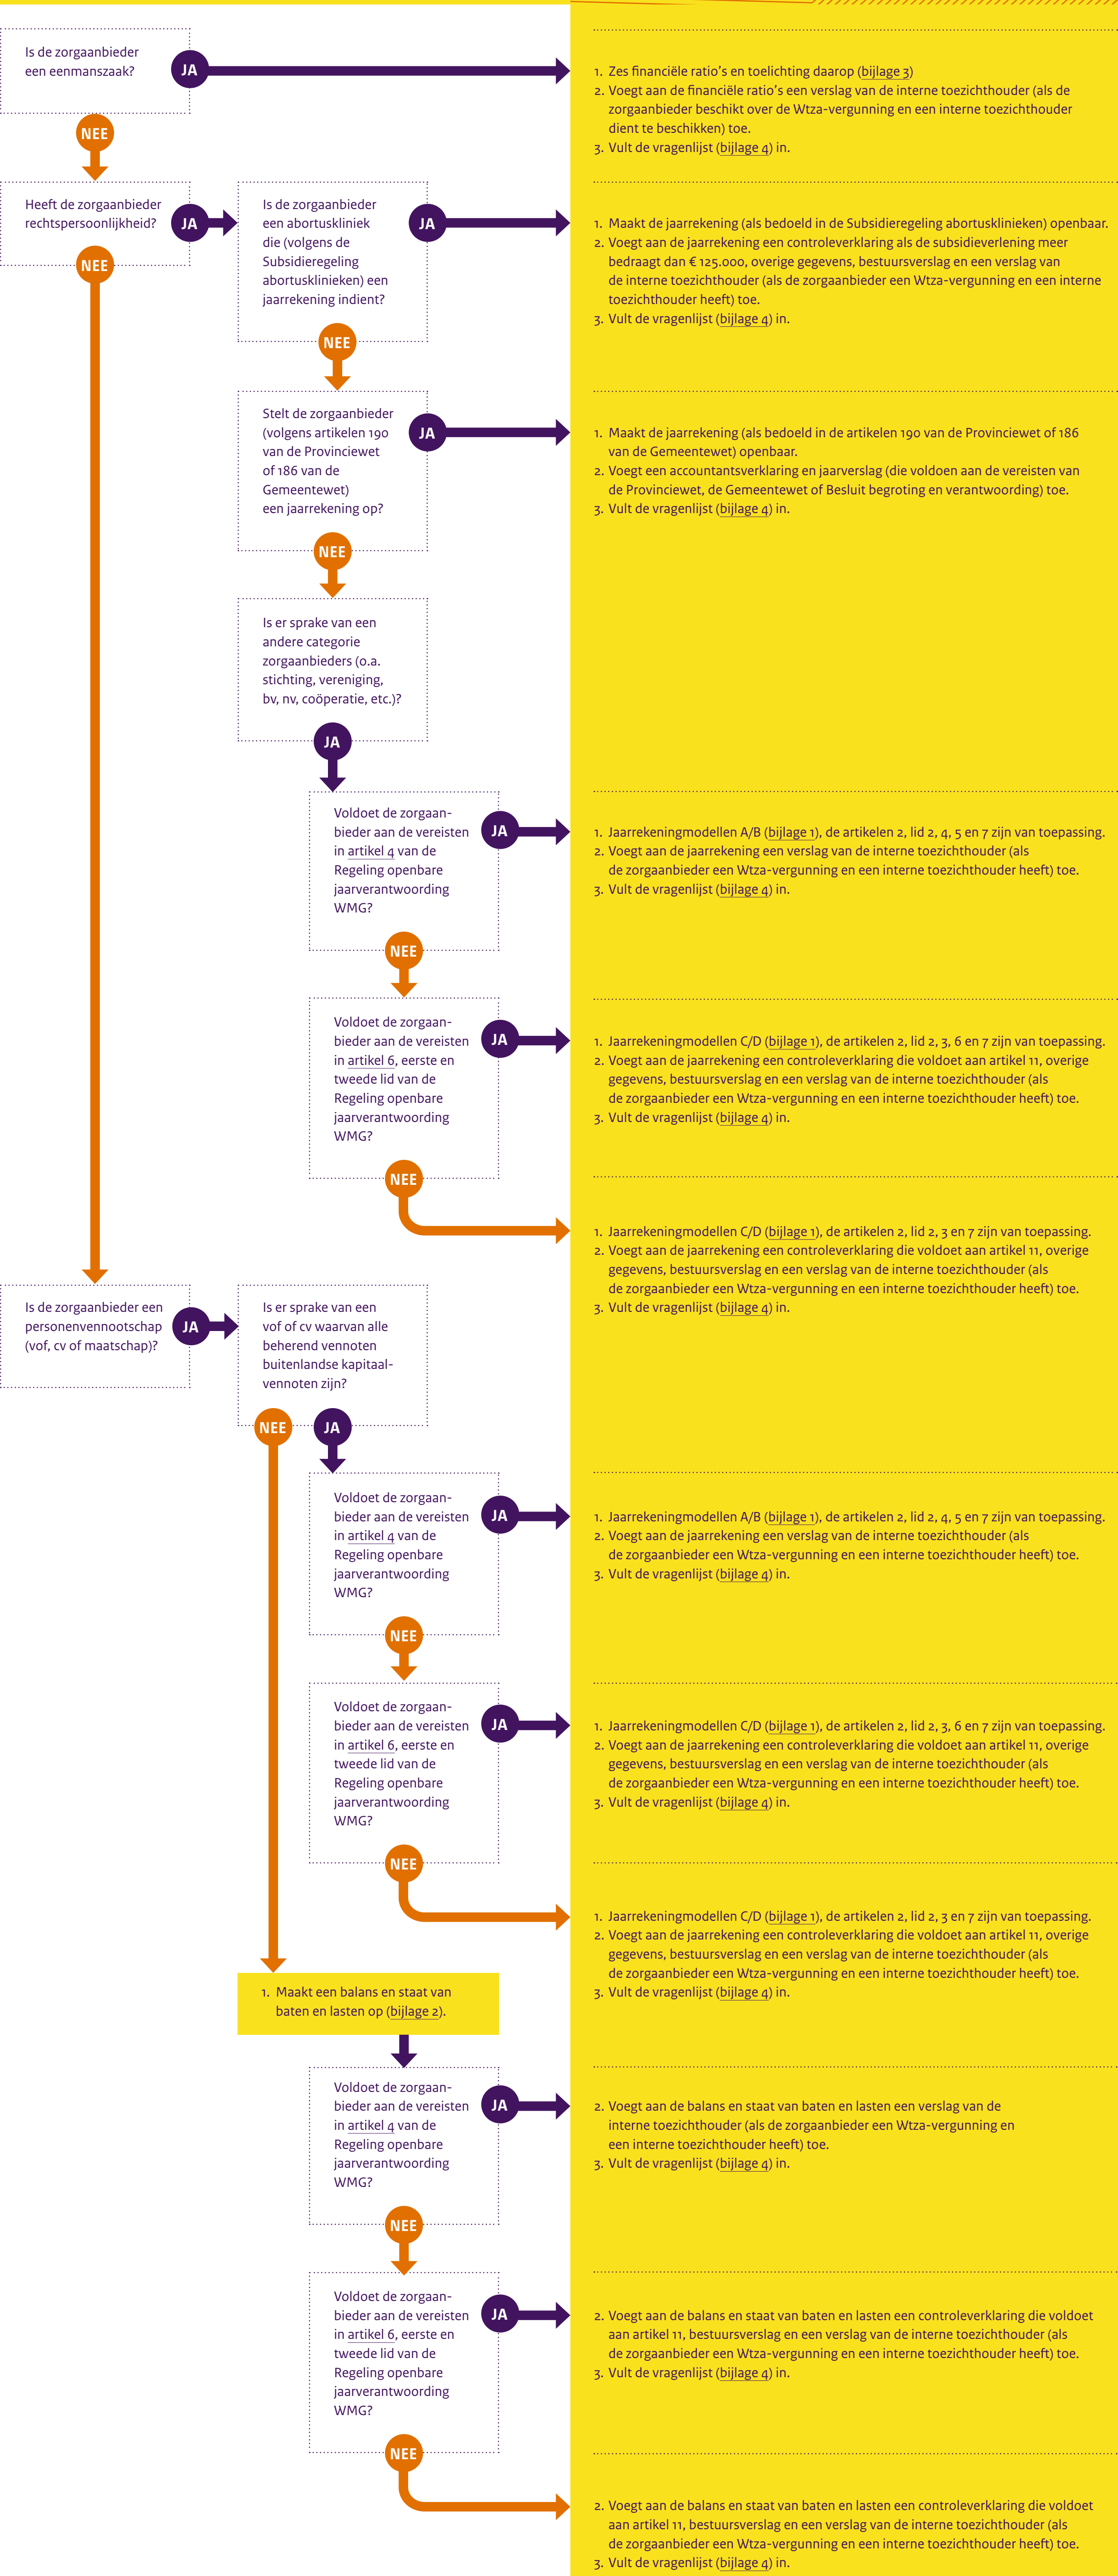 Is de zorgaanbieder
een eenmanszaak?
JA
NEE
1. Zes financiële ratio's en toelichting daarop (bijlage 3)
2. Voegt aan de financiële ratio's een verslag van de interne toezichthouder (als de
zorgaanbieder beschikt over de Wtza-vergunning en een interne toezichthouder
dient te beschikken) toe.
3. Vult de vragenlijst (bijlage 4) in.
Heeft de zorgaanbieder
rechtspersoonlijkheid?
JA
NEE
Is de zorgaanbieder
een abortuskliniek
die (volgens de
Subsidieregeling
abortusklinieken) een
jaarrekening indient?
JA
NEE
1. Maakt de jaarrekening (als bedoeld in de Subsidieregeling abortusklinieken) openbaar.
2. Voegt aan de jaarrekening een controleverklaring als de subsidieverlening meer
bedraagt dan € 125.000, overige gegevens, bestuursverslag en een verslag van
de interne toezichthouder (als de zorgaanbieder een Wtza-vergunning en een interne
toezichthouder heeft) toe.
3. Vult de vragenlijst (bijlage 4) in.
Stelt de zorgaanbieder
(volgens artikelen 190
van de Provinciewet
of 186 van de
Gemeentewet)
een jaarrekening op?
JA
NEE
1. Maakt de jaarrekening (als bedoeld in de artikelen 190 van de Provinciewet of 186
van de Gemeentewet) openbaar.
2. Voegt een accountantsverklaring en jaarverslag (die voldoen aan de vereisten van
de Provinciewet, de Gemeentewet of Besluit begroting en verantwoording) toe.
3. Vult de vragenlijst (bijlage 4) in.
Is er sprake van een
andere categorie
zorgaanbieders (o.a.
stichting, vereniging,
bv, nv, coöperatie, etc.)?
JA
Voldoet de zorgaan-
bieder aan de vereisten
in artikel 4 van de
Regeling openbare
jaarverantwoording
WMG?
JA
NEE
1. Jaarrekeningmodellen A/B (bijlage 1), de artikelen 2, lid 2, 4, 5 en 7 zijn van toepassing.
2. Voegt aan de jaarrekening een verslag van de interne toezichthouder (als
de zorgaanbieder een Wtza-vergunning en een interne toezichthouder heeft) toe.
3. Vult de vragenlijst (bijlage 4) in.
Voldoet de zorgaan-
bieder aan de vereisten
in artikel 6, eerste en
tweede lid van de
Regeling openbare
jaarverantwoording
WMG?
JA
NEE
1. Jaarrekeningmodellen C/D (bijlage 1), de artikelen 2, lid 2, 3, 6 en 7 zijn van toepassing.
2. Voegt aan de jaarrekening een controleverklaring die voldoet aan artikel 11, overige
gegevens, bestuursverslag en een verslag van de interne toezichthouder (als
de zorgaanbieder een Wtza-vergunning en een interne toezichthouder heeft) toe.
3. Vult de vragenlijst (bijlage 4) in.
1. Jaarrekeningmodellen C/D (bijlage 1), de artikelen 2, lid 2, 3 en 7 zijn van toepassing.
2. Voegt aan de jaarrekening een controleverklaring die voldoet aan artikel 11, overige
gegevens, bestuursverslag en een verslag van de interne toezichthouder (als
de zorgaanbieder een Wtza-vergunning en een interne toezichthouder heeft) toe.
3. Vult de vragenlijst (bijlage 4) in.
Is de zorgaanbieder een
personenvennootschap
(vof, cv of maatschap)?
JA
Is er sprake van een
vof of cv waarvan alle
beherend vennoten
buitenlandse kapitaal-
vennoten zijn?
NEE
JA
Voldoet de zorgaan-
bieder aan de vereisten
in artikel 4 van de
Regeling openbare
jaarverantwoording
WMG?
JA
NEE
1. Jaarrekeningmodellen A/B (bijlage 1), de artikelen 2, lid 2, 4, 5 en 7 zijn van toepassing.
2. Voegt aan de jaarrekening een verslag van de interne toezichthouder (als
de zorgaanbieder een Wtza-vergunning en een interne toezichthouder heeft) toe.
3. Vult de vragenlijst (bijlage 4) in.
Voldoet de zorgaan-
bieder aan de vereisten
in artikel 6, eerste en
tweede lid van de
Regeling openbare
jaarverantwoording
WMG?
JA
NEE
1. Jaarrekeningmodellen C/D (bijlage 1), de artikelen 2, lid 2, 3, 6 en 7 zijn van toepassing.
2. Voegt aan de jaarrekening een controleverklaring die voldoet aan artikel 11, overige
gegevens, bestuursverslag en een verslag van de interne toezichthouder (als
de zorgaanbieder een Wtza-vergunning en een interne toezichthouder heeft) toe.
3. Vult de vragenlijst (bijlage 4) in.
1. Jaarrekeningmodellen C/D (bijlage 1), de artikelen 2, lid 2, 3 en 7 zijn van toepassing.
2. Voegt aan de jaarrekening een controleverklaring die voldoet aan artikel 11, overige
gegevens, bestuursverslag en een verslag van de interne toezichthouder (als
de zorgaanbieder een Wtza-vergunning en een interne toezichthouder heeft) toe.
3. Vult de vragenlijst (bijlage 4) in.
1. Maakt een balans en staat van
baten en lasten op (bijlage 2).
Voldoet de zorgaan-
bieder aan de vereisten
in artikel 4 van de
Regeling openbare
jaarverantwoording
WMG?
JA
NEE
2. Voegt aan de balans en staat van baten en lasten een verslag van de
interne toezichthouder (als de zorgaanbieder een Wtza-vergunning en
een interne toezichthouder heeft) toe.
3. Vult de vragenlijst (bijlage 4) in.
Voldoet de zorgaan-
bieder aan de vereisten
in artikel 6, eerste en
tweede lid van de
Regeling openbare
jaarverantwoording
WMG?
JA
NEE
2. Voegt aan de balans en staat van baten en lasten een controleverklaring die voldoet
aan artikel 11, bestuursverslag en een verslag van de interne toezichthouder (als
de zorgaanbieder een Wtza-vergunning en een interne toezichthouder heeft) toe.
3. Vult de vragenlijst (bijlage 4) in.
2. Voegt aan de balans en staat van baten en lasten een controleverklaring die voldoet
aan artikel 11, bestuursverslag en een verslag van de interne toezichthouder (als
de zorgaanbieder een Wtza-vergunning en een interne toezichthouder heeft) toe.
3. Vult de vragenlijst (bijlage 4) in.